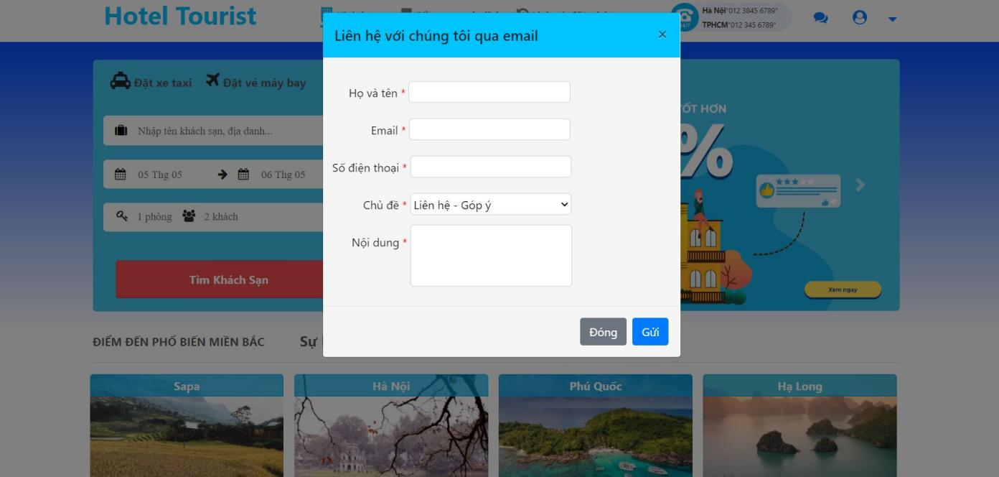 Hotel Tourist
Hà Nội"012 3845 6789"
TPHCM"012 345 6789"
24/7
Liên hệ với chúng tôi qua email
×
Họ và tên *
Email *
Số điện thoại *
Chủ đề * Liên hệ - Góp ý
Nội dung *
Đóng Gửi
Đặt xe taxi Đặt vé máy bay
Nhập tên khách sạn, địa danh...
05 Thg 05 06 Thg 05
1 phòng 2 khách
Tìm Khách Sạn
TỐT HƠN
%
Xem ngay
ĐIỂM ĐẾN PHỔ BIẾN MIỀN BẮC Sự
Sapa Hà Nội Phú Quốc Hạ Long